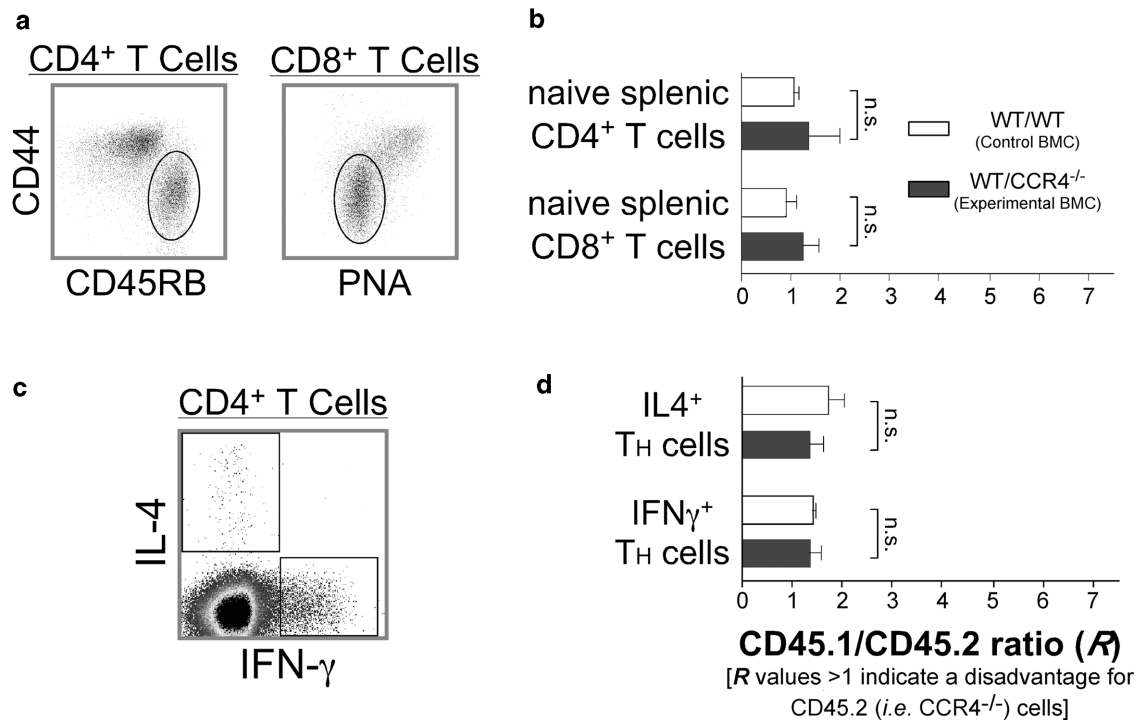 a
CD4+ T Cells
CD8+ T Cells
CD44
CD45RB
PNA
b
naive splenic
CD4+ T cells
n.s.
naive splenic
CD8+ T cells
n.s.
WT/WT
(Control BMC)
WT/CCR4-/-
(Experimental BMC)
0 1 2 3 4 5 6 7
c
CD4+ T Cells
IL-4
IFN-γ
d
IL4+
TH cells
n.s.
IFNγ+
TH cells
n.s.
0 1 2 3 4 5 6 7
CD45.1/CD45.2 ratio (R)
[R values >1 indicate a disadvantage for
CD45.2 (i.e. CCR4-/-) cells]